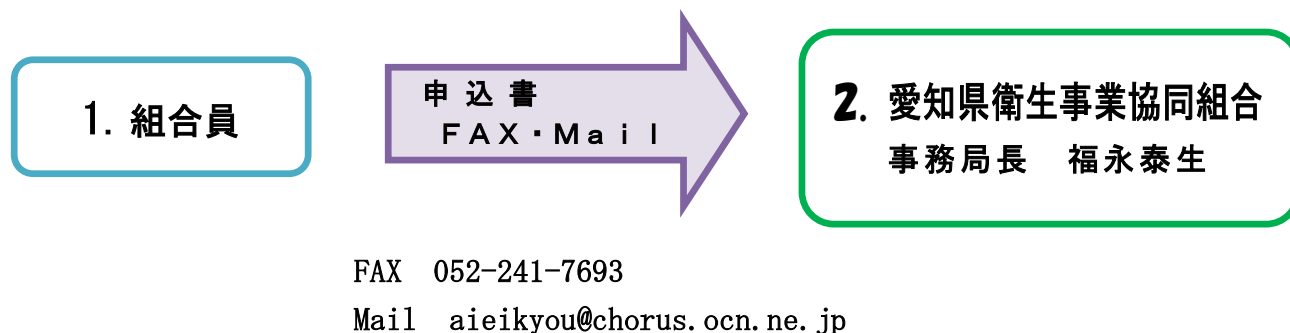 1. 組合員
申込書
FAX・Mail
2. 愛知県衛生事業協同組合
事務局長　福永泰生
FAX　052-241-7693
Mail　aieikyou@chorus.ocn.ne.jp